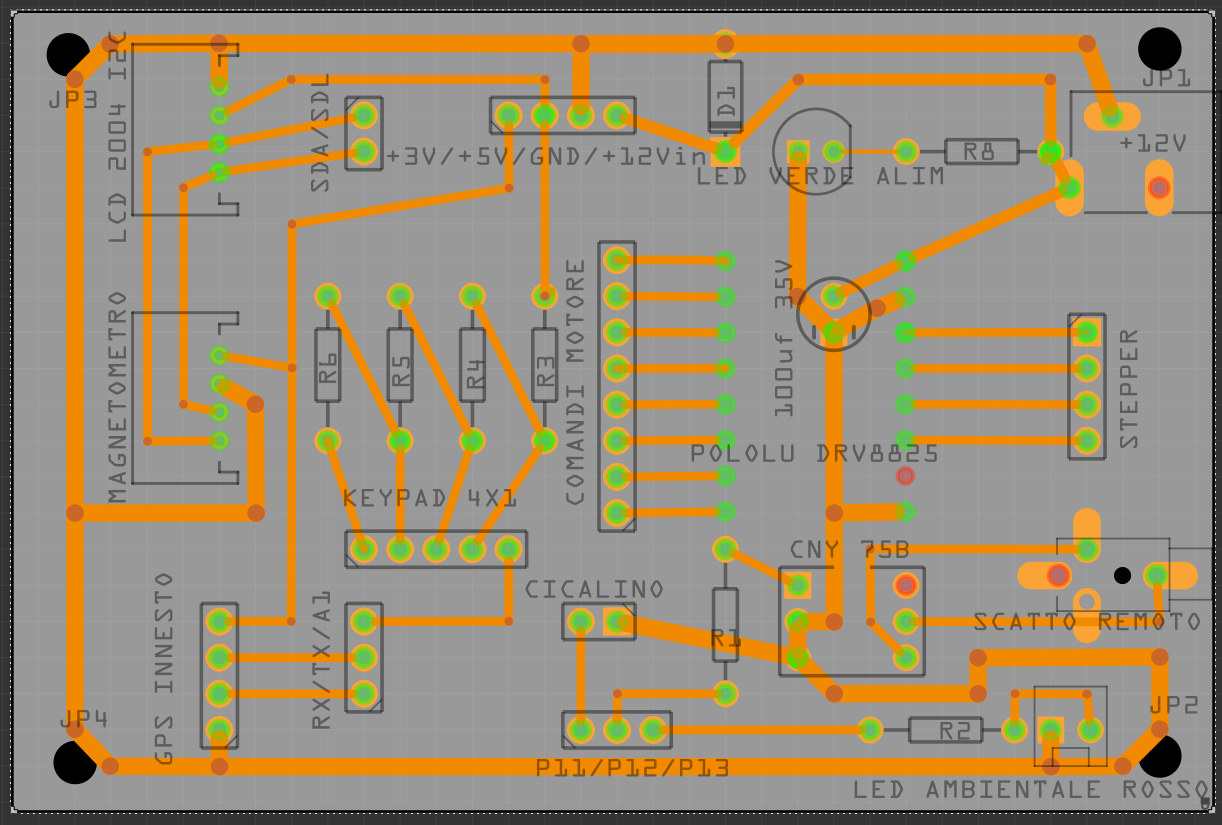 JP3
LCD 2004 I2C
SDA/SDL
+3V/+5V/GND/+12Vin
D1
LED VERDE ALIM
R8
JP1
+12V
MAGNETOMETRO
R6
R5
R4
R3
COMANDI MOTORE
100uf 35V
STEPPER
POLOLU DRV8825
KEYPAD 4X1
CNY 75B
CICALINO
SCATTO REMOTO
GPS INNESTO
RX/TX/A1
R1
JP4
JP2
R2
P11/P12/P13
LED AMBIENTALE ROSSO